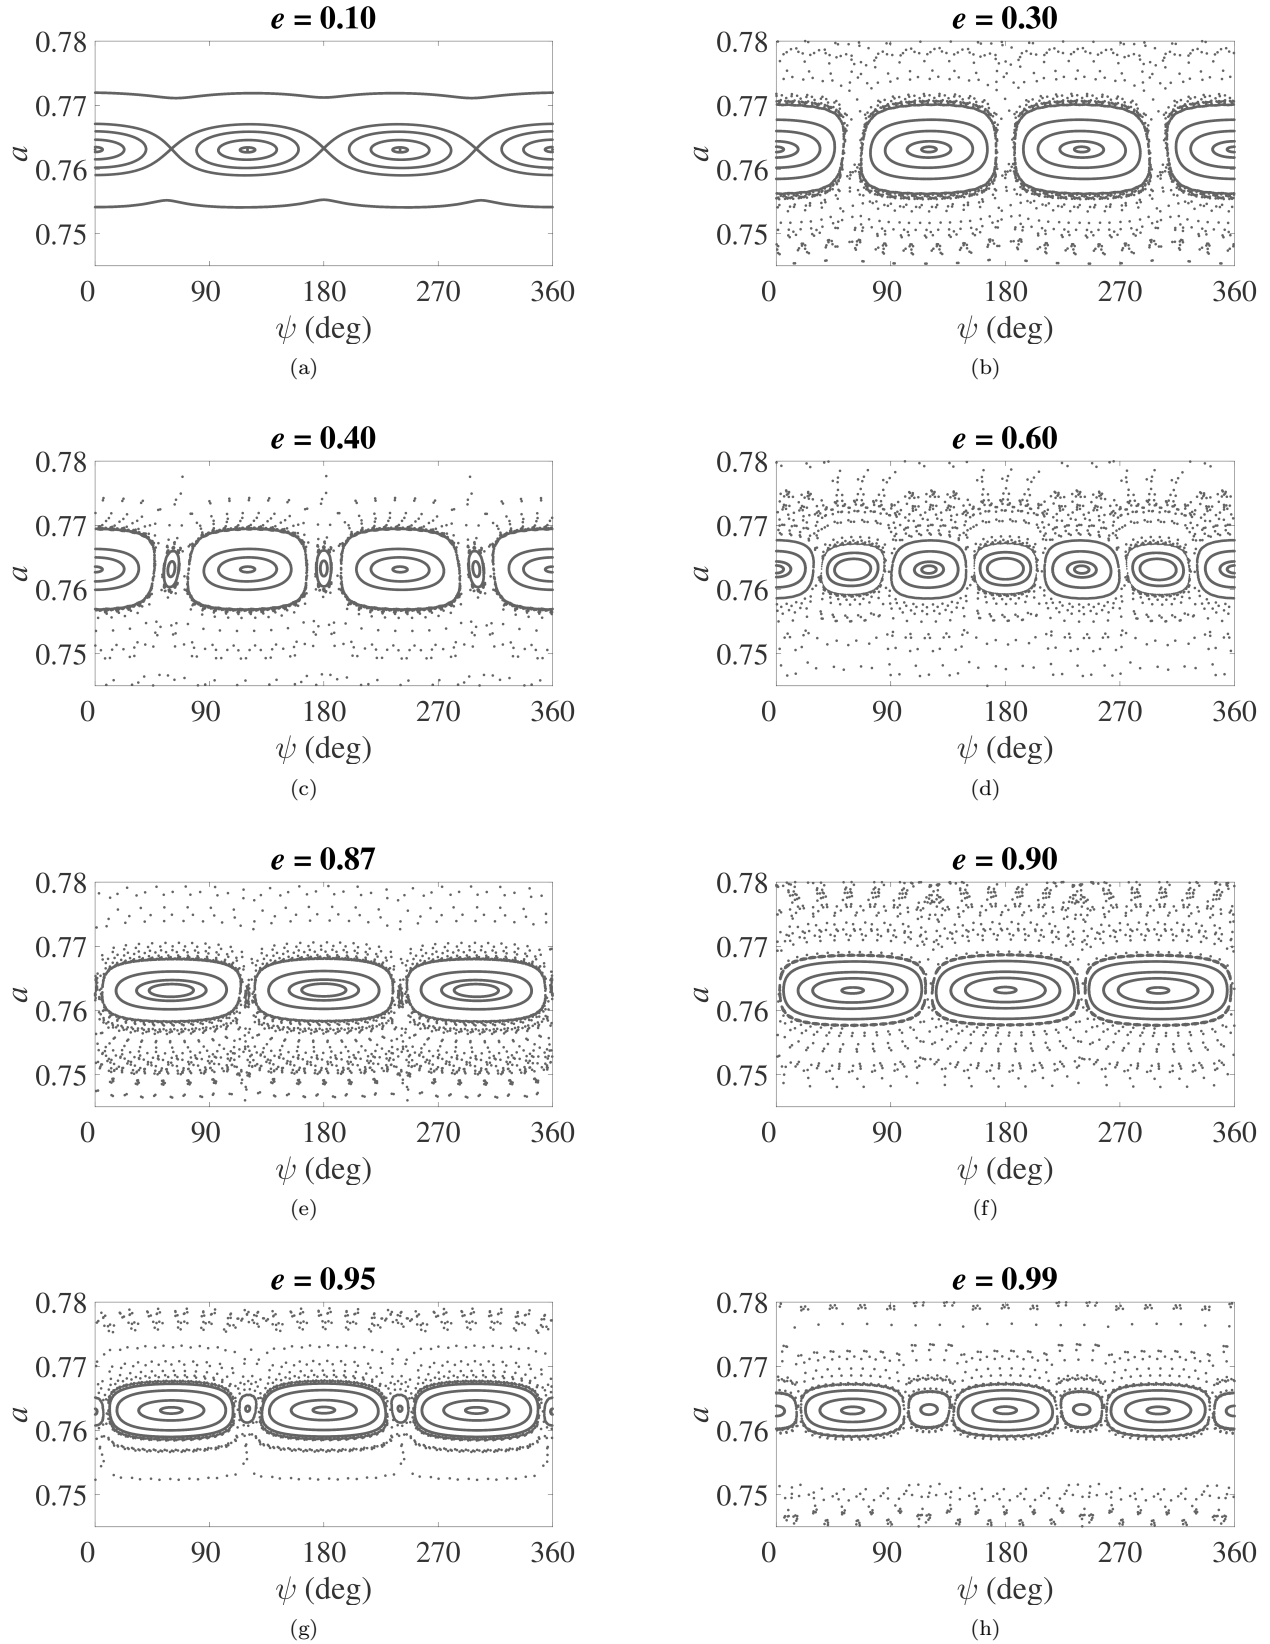 e = 0.10
0.78
0.77
0.76
0.75
a
0 90 180 270 360
ψ (deg)
(a)
e = 0.30
0.78
0.77
0.76
0.75
a
0 90 180 270 360
ψ (deg)
(b)
e = 0.40
0.78
0.77
0.76
0.75
a
0 90 180 270 360
ψ (deg)
(c)
e = 0.60
0.78
0.77
0.76
0.75
a
0 90 180 270 360
ψ (deg)
(d)
e = 0.87
0.78
0.77
0.76
0.75
a
0 90 180 270 360
ψ (deg)
(e)
e = 0.90
0.78
0.77
0.76
0.75
a
0 90 180 270 360
ψ (deg)
(f)
e = 0.95
0.78
0.77
0.76
0.75
a
0 90 180 270 360
ψ (deg)
(g)
e = 0.99
0.78
0.77
0.76
0.75
a
0 90 180 270 360
ψ (deg)
(h)